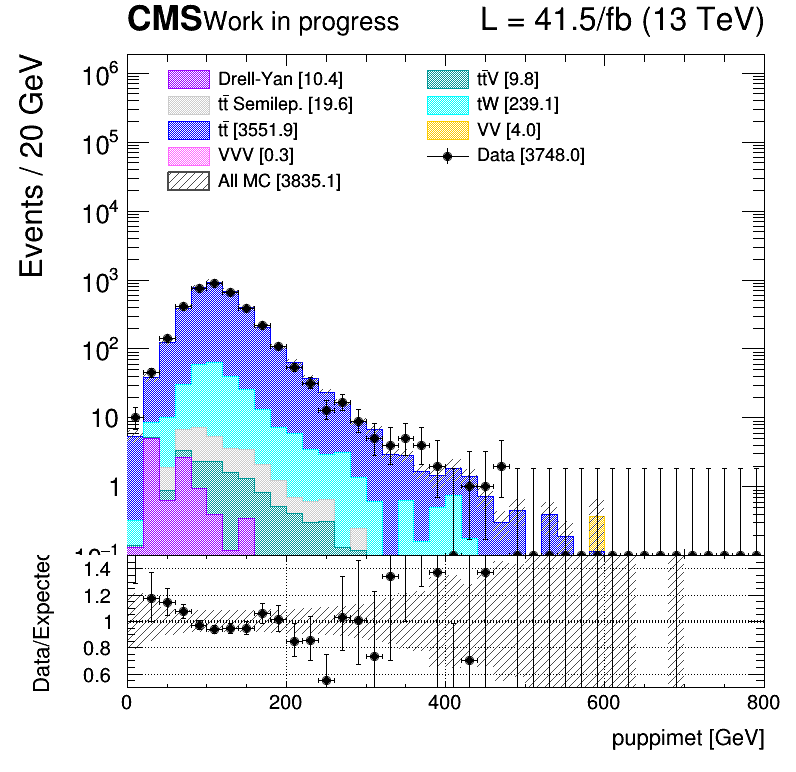 CMS Work in progress L = 41.5/fb (13 TeV)
Events / 20 GeV
Drell-Yan [10.4] tt̄V [9.8]
tt̄ Semilep. [19.6] tW [239.1]
tt̄ [3551.9] VV [4.0]
VVV [0.3] Data [3748.0]
All MC [3835.1]
10⁶
10⁵
10⁴
10³
10²
10
1
10⁻¹
Data/Expected
1.4
1.2
1
0.8
0.6
0 200 400 600 800
puppimet [GeV]